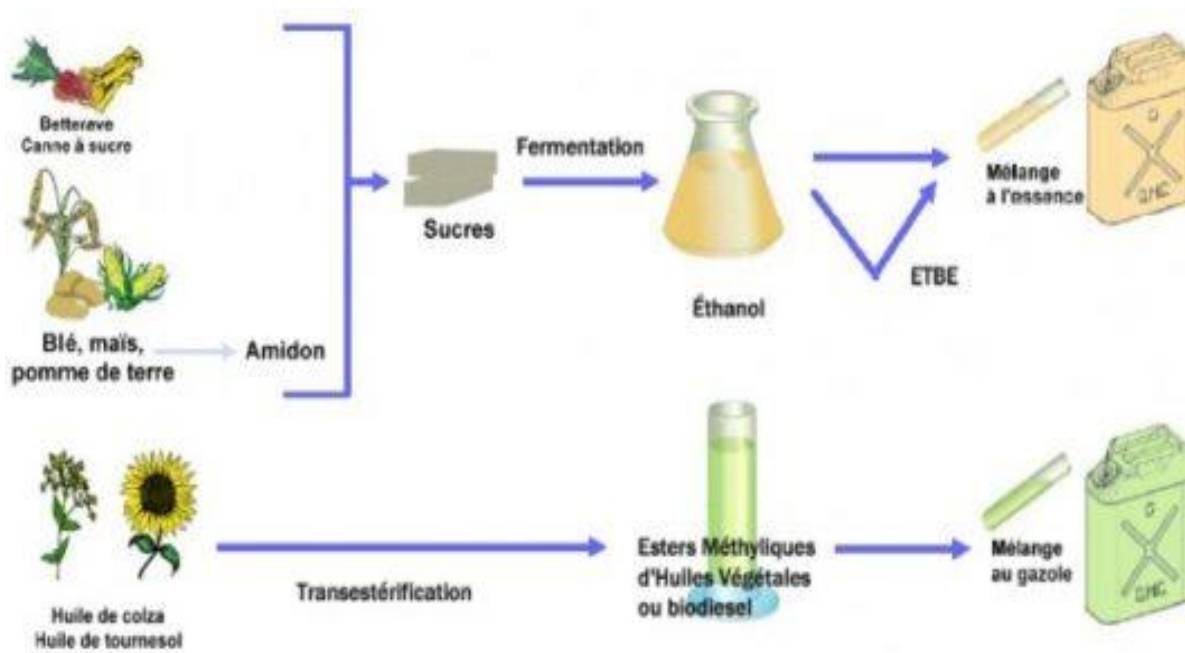 Betterave
Canne à sucre
Blé, maïs,
pomme de terre
Amidon
Sucres
Fermentation
Éthanol
ETBE
Mélange
à l'essence
Huile de colza
Huile de tournesol
Transestérification
Esters Méthyliques
d'Huiles Végétales
ou biodiesel
Mélange
au gazole